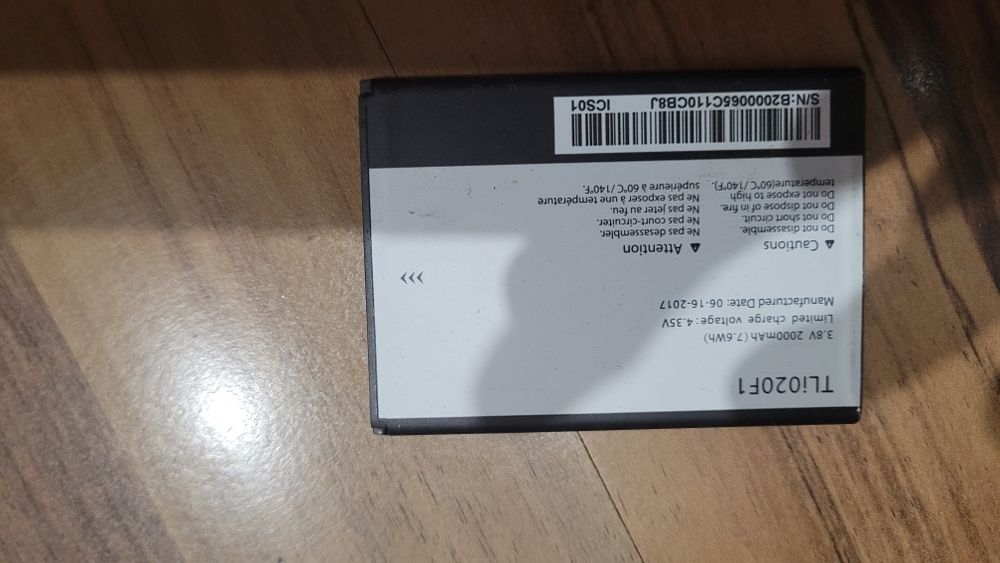 TLi020F1
3.8V 2000mAh (7.6Wh)
Limited charge voltage: 4.35V
Manufactured Date: 06-16-2017
Cautions
Do not disassemble.
Do not short circuit.
Do not dispose of in fire.
Do not expose to high
temperature(60°C / 140°F).
Attention
Ne pas desassembler.
Ne pas court-circuiter.
Ne pas jeter au feu.
Ne pas exposer à une température
supérieure à 60°C / 140°F.
S/N:B2000065C110CB8J ICS01